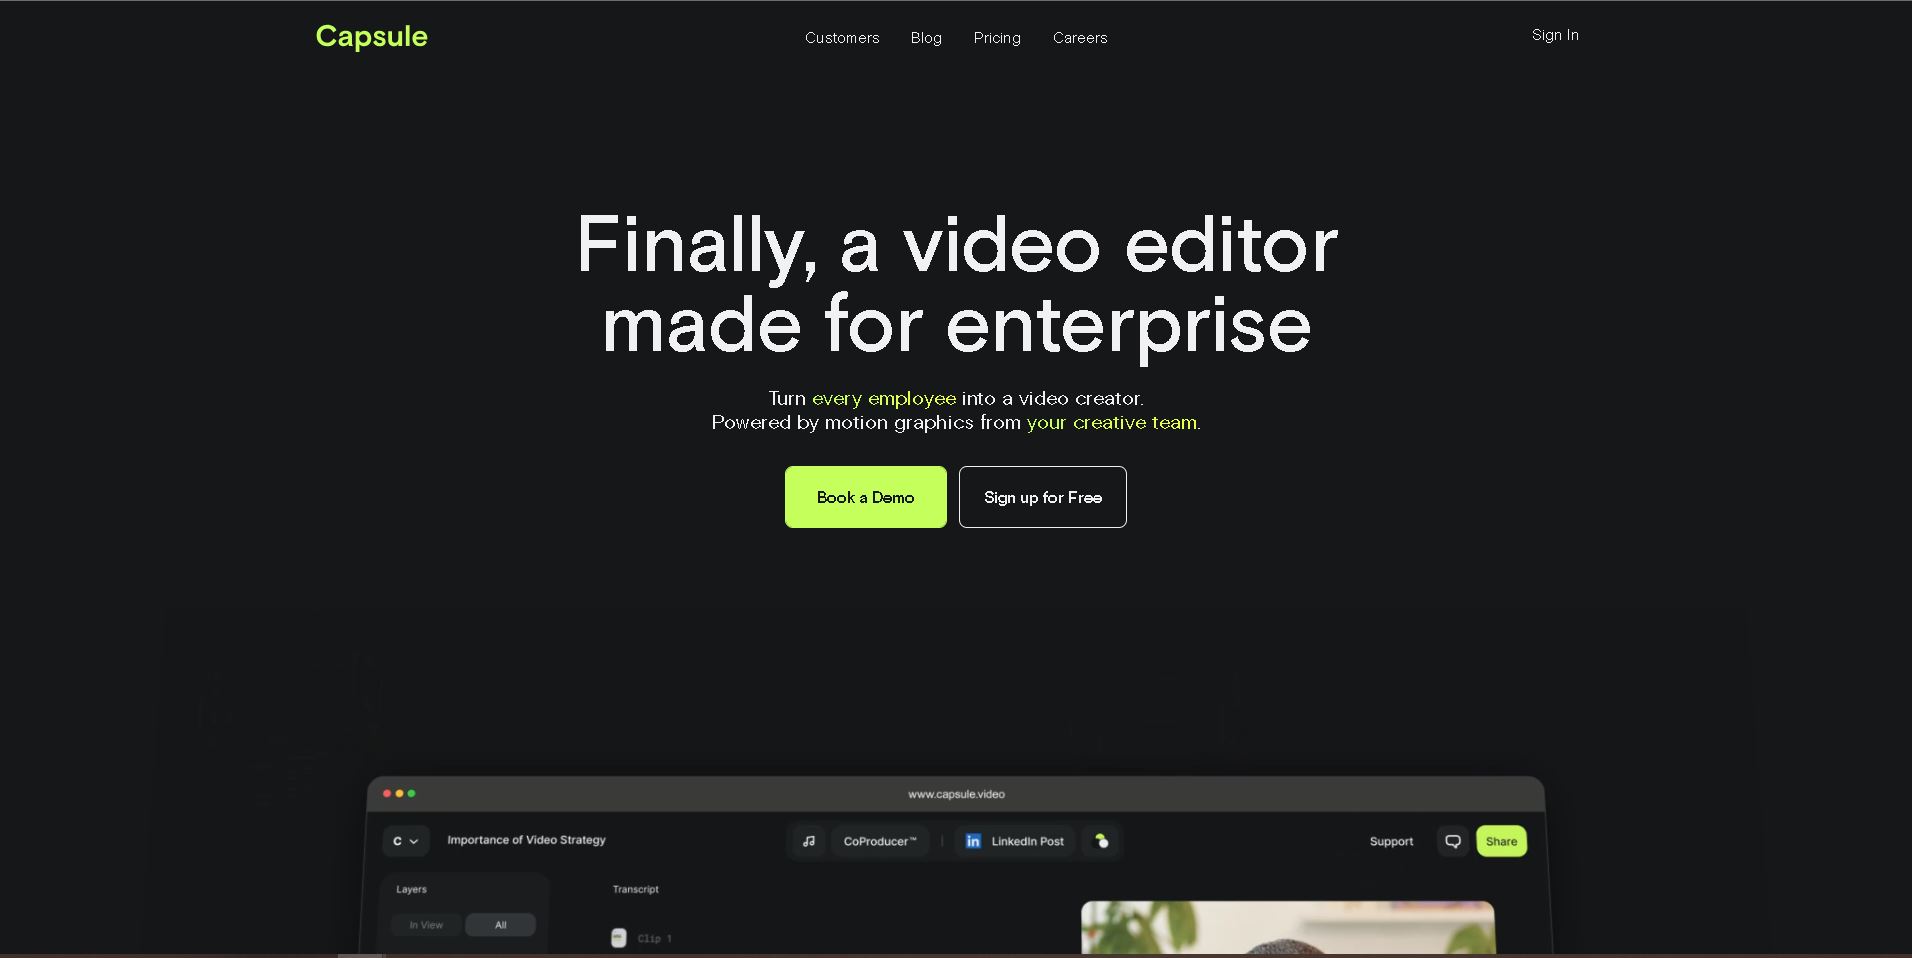 Capsule
Customers Blog Pricing Careers
Sign In
Finally, a video editor
made for enterprise
Turn every employee into a video creator.
Powered by motion graphics from your creative team.
Book a Demo
Sign up for Free
www.capsule.video
C
Importance of Video Strategy
CoProducer™
in LinkedIn Post
Support
Share
Layers
In View
All
Transcript
Clip 1